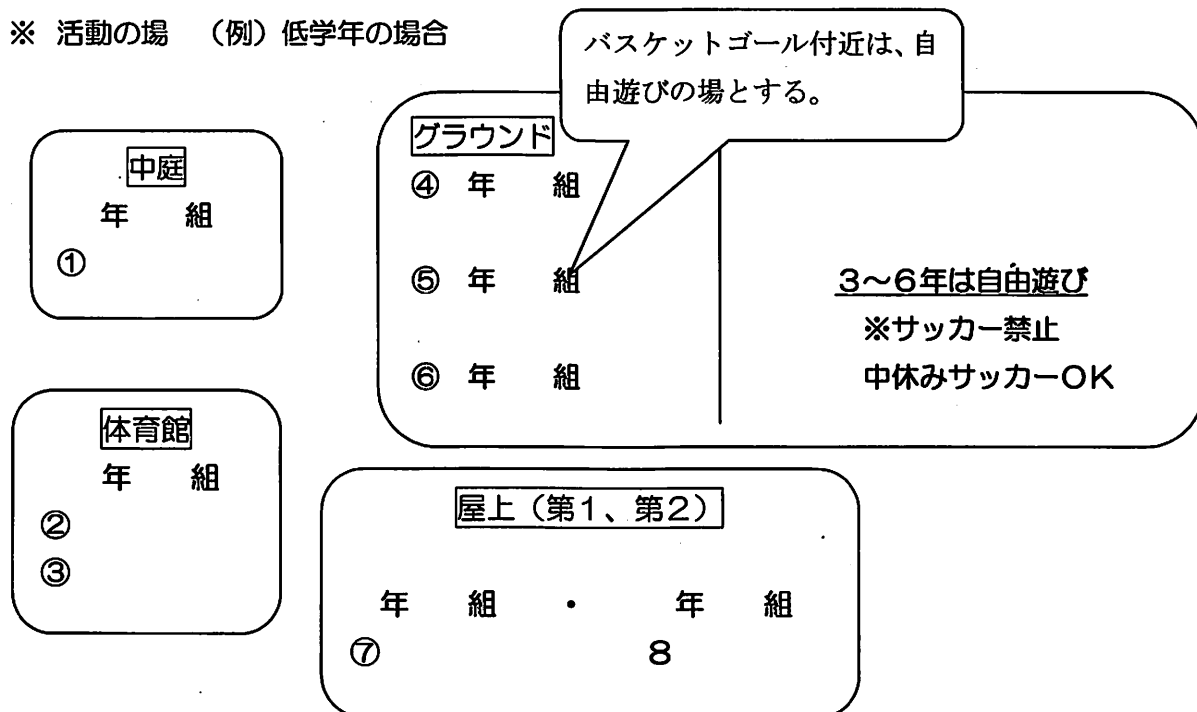 ※ 活動の場 （例）低学年の場合
バスケットゴール付近は、自
由遊びの場とする。
中庭
年 組
①
グラウンド
④ 年 組
⑤ 年 組
⑥ 年 組
3～6年は自由遊び
※サッカー禁止
中休みサッカーOK
体育館
年 組
②
③
屋上（第1、第2）
年 組 ・ 年 組
⑦ 8